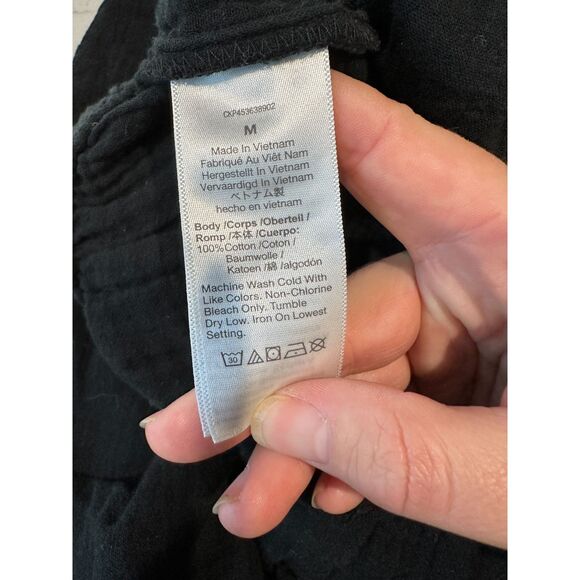 CXP453638902
M
Made In Vietnam
Fabriqué Au Viêt Nam
Hergestellt In Vietnam
Vervaardigd In Vietnam
ベトナム製
hecho en vietnam
Body /Corps /Oberteil /
Romp /本体 /Cuerpo:
100%Cotton /Coton /
Baumwolle /
Katoen /綿 /algodón
Machine Wash Cold With
Like Colors. Non-Chlorine
Bleach Only. Tumble
Dry Low. Iron On Lowest
Setting.
30